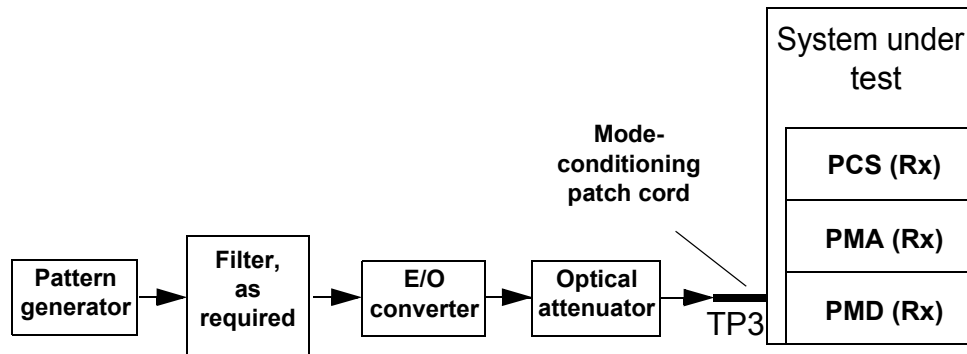 System under
test
Mode-
conditioning
patch cord
PCS (Rx)
PMA (Rx)
PMD (Rx)
Pattern
generator
Filter,
as
required
E/O
converter
Optical
attenuator
TP3